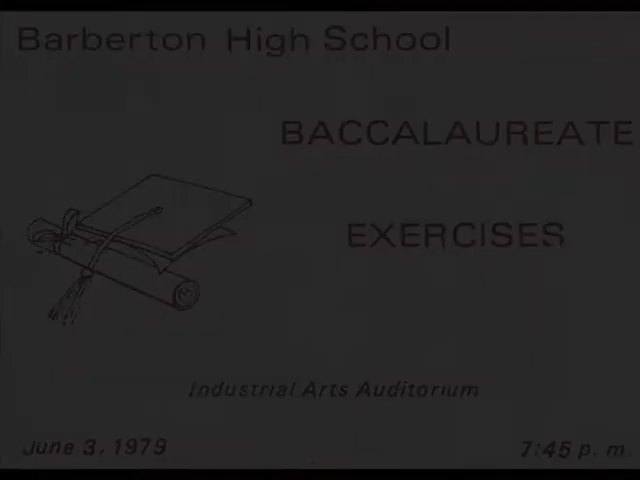 Barberton High School
BACCALAUREATE
EXERCISES
Industrial Arts Auditorium
June 3, 1979
7:45 p. m.